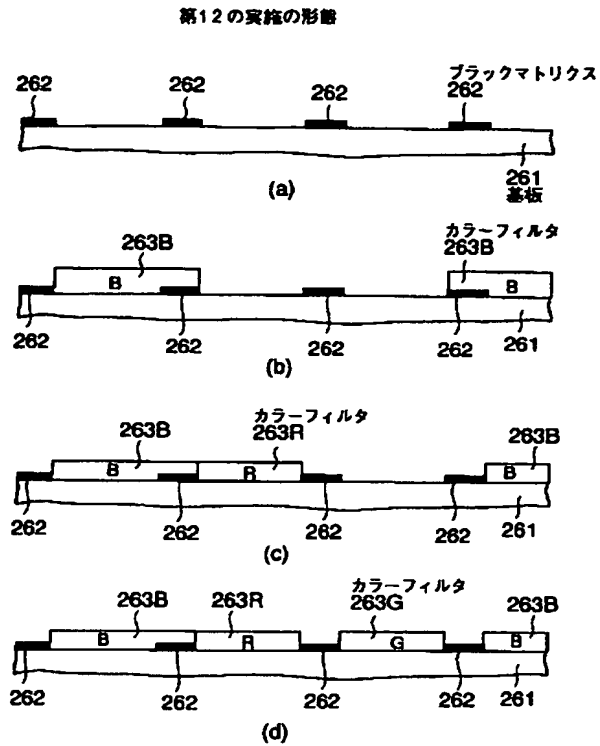 第12の実施の形態
ブラックマトリクス
262 262 262 262
261
基板
(a)
カラーフィルタ
263B 263B
B B
262 262 262 262 261
(b)
カラーフィルタ
263B 263R 263B
B R B
262 262 262 262 261
(c)
カラーフィルタ
263B 263R 263G 263B
B R G B
262 262 262 262 261
(d)